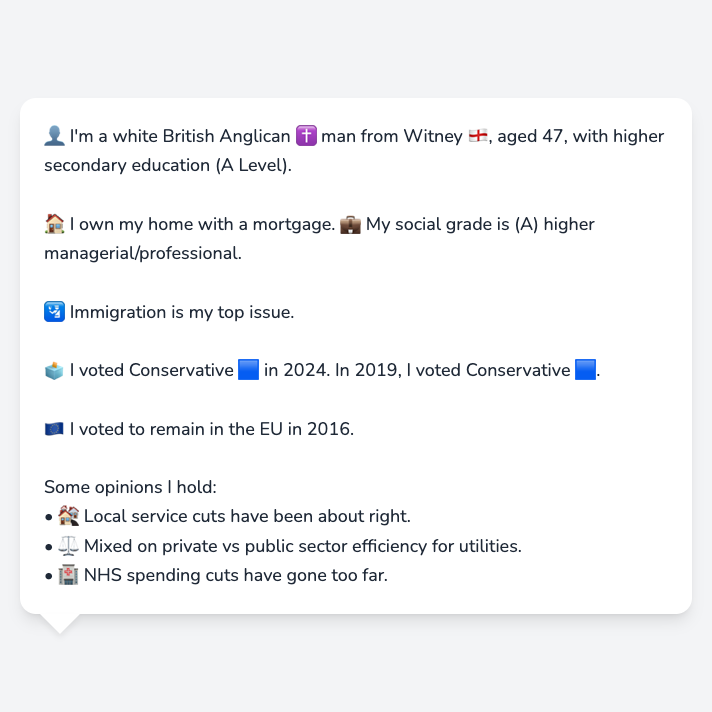 👤 I'm a white British Anglican ✝️ man from Witney 🏴󠁧󠁢󠁥󠁮󠁧󠁿, aged 47, with higher
secondary education (A Level).
🏠 I own my home with a mortgage. 💼 My social grade is (A) higher
managerial/professional.
🛂 Immigration is my top issue.
🗳️ I voted Conservative 🟦 in 2024. In 2019, I voted Conservative 🟦.
🇪🇺 I voted to remain in the EU in 2016.
Some opinions I hold:
• 🏚️ Local service cuts have been about right.
• ⚖️ Mixed on private vs public sector efficiency for utilities.
• 🏥 NHS spending cuts have gone too far.